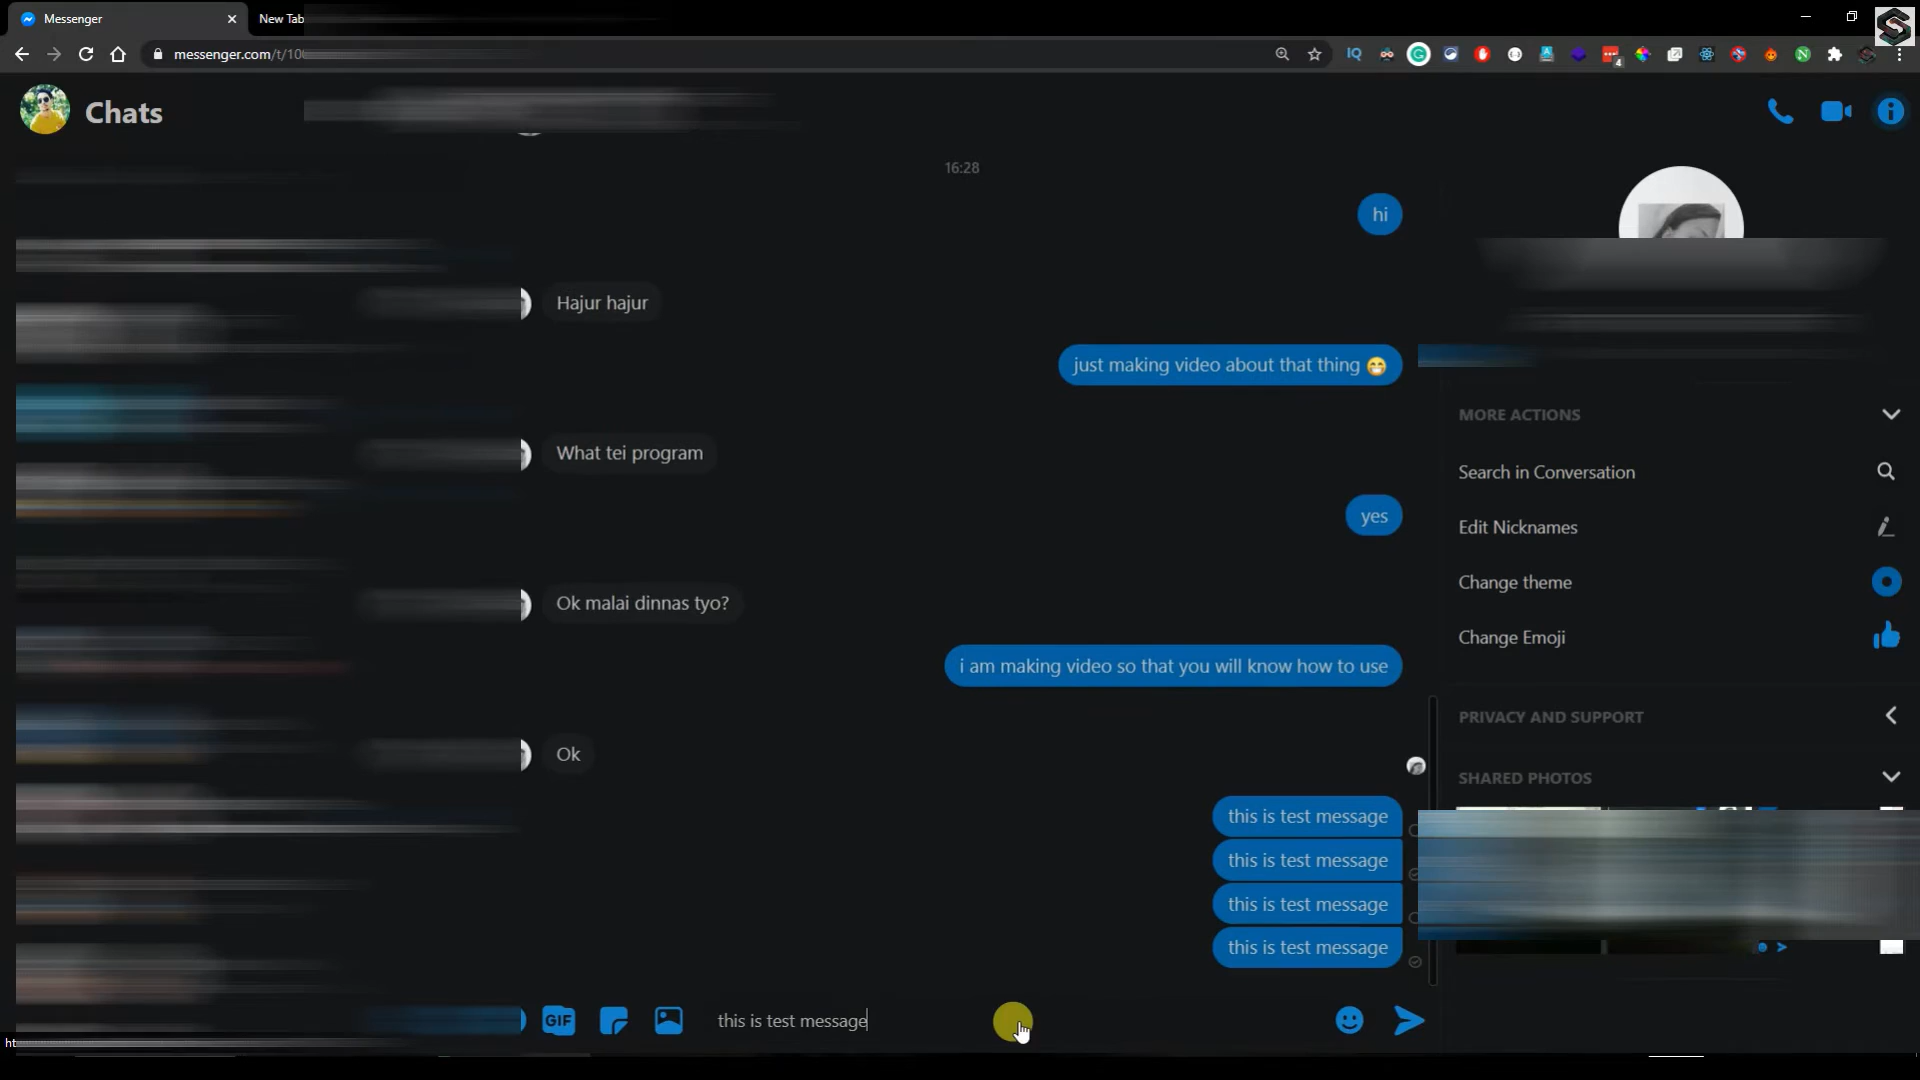 Messenger
New Tab
messenger.com/t/10
IQ
4
Chats
16:28
hi
Hajur hajur
just making video about that thing 😁
What tei program
yes
Ok malai dinnas tyo?
i am making video so that you will know how to use
Ok
this is test message
this is test message
this is test message
this is test message
GIF
this is test message
MORE ACTIONS
Search in Conversation
Edit Nicknames
Change theme
Change Emoji
PRIVACY AND SUPPORT
SHARED PHOTOS